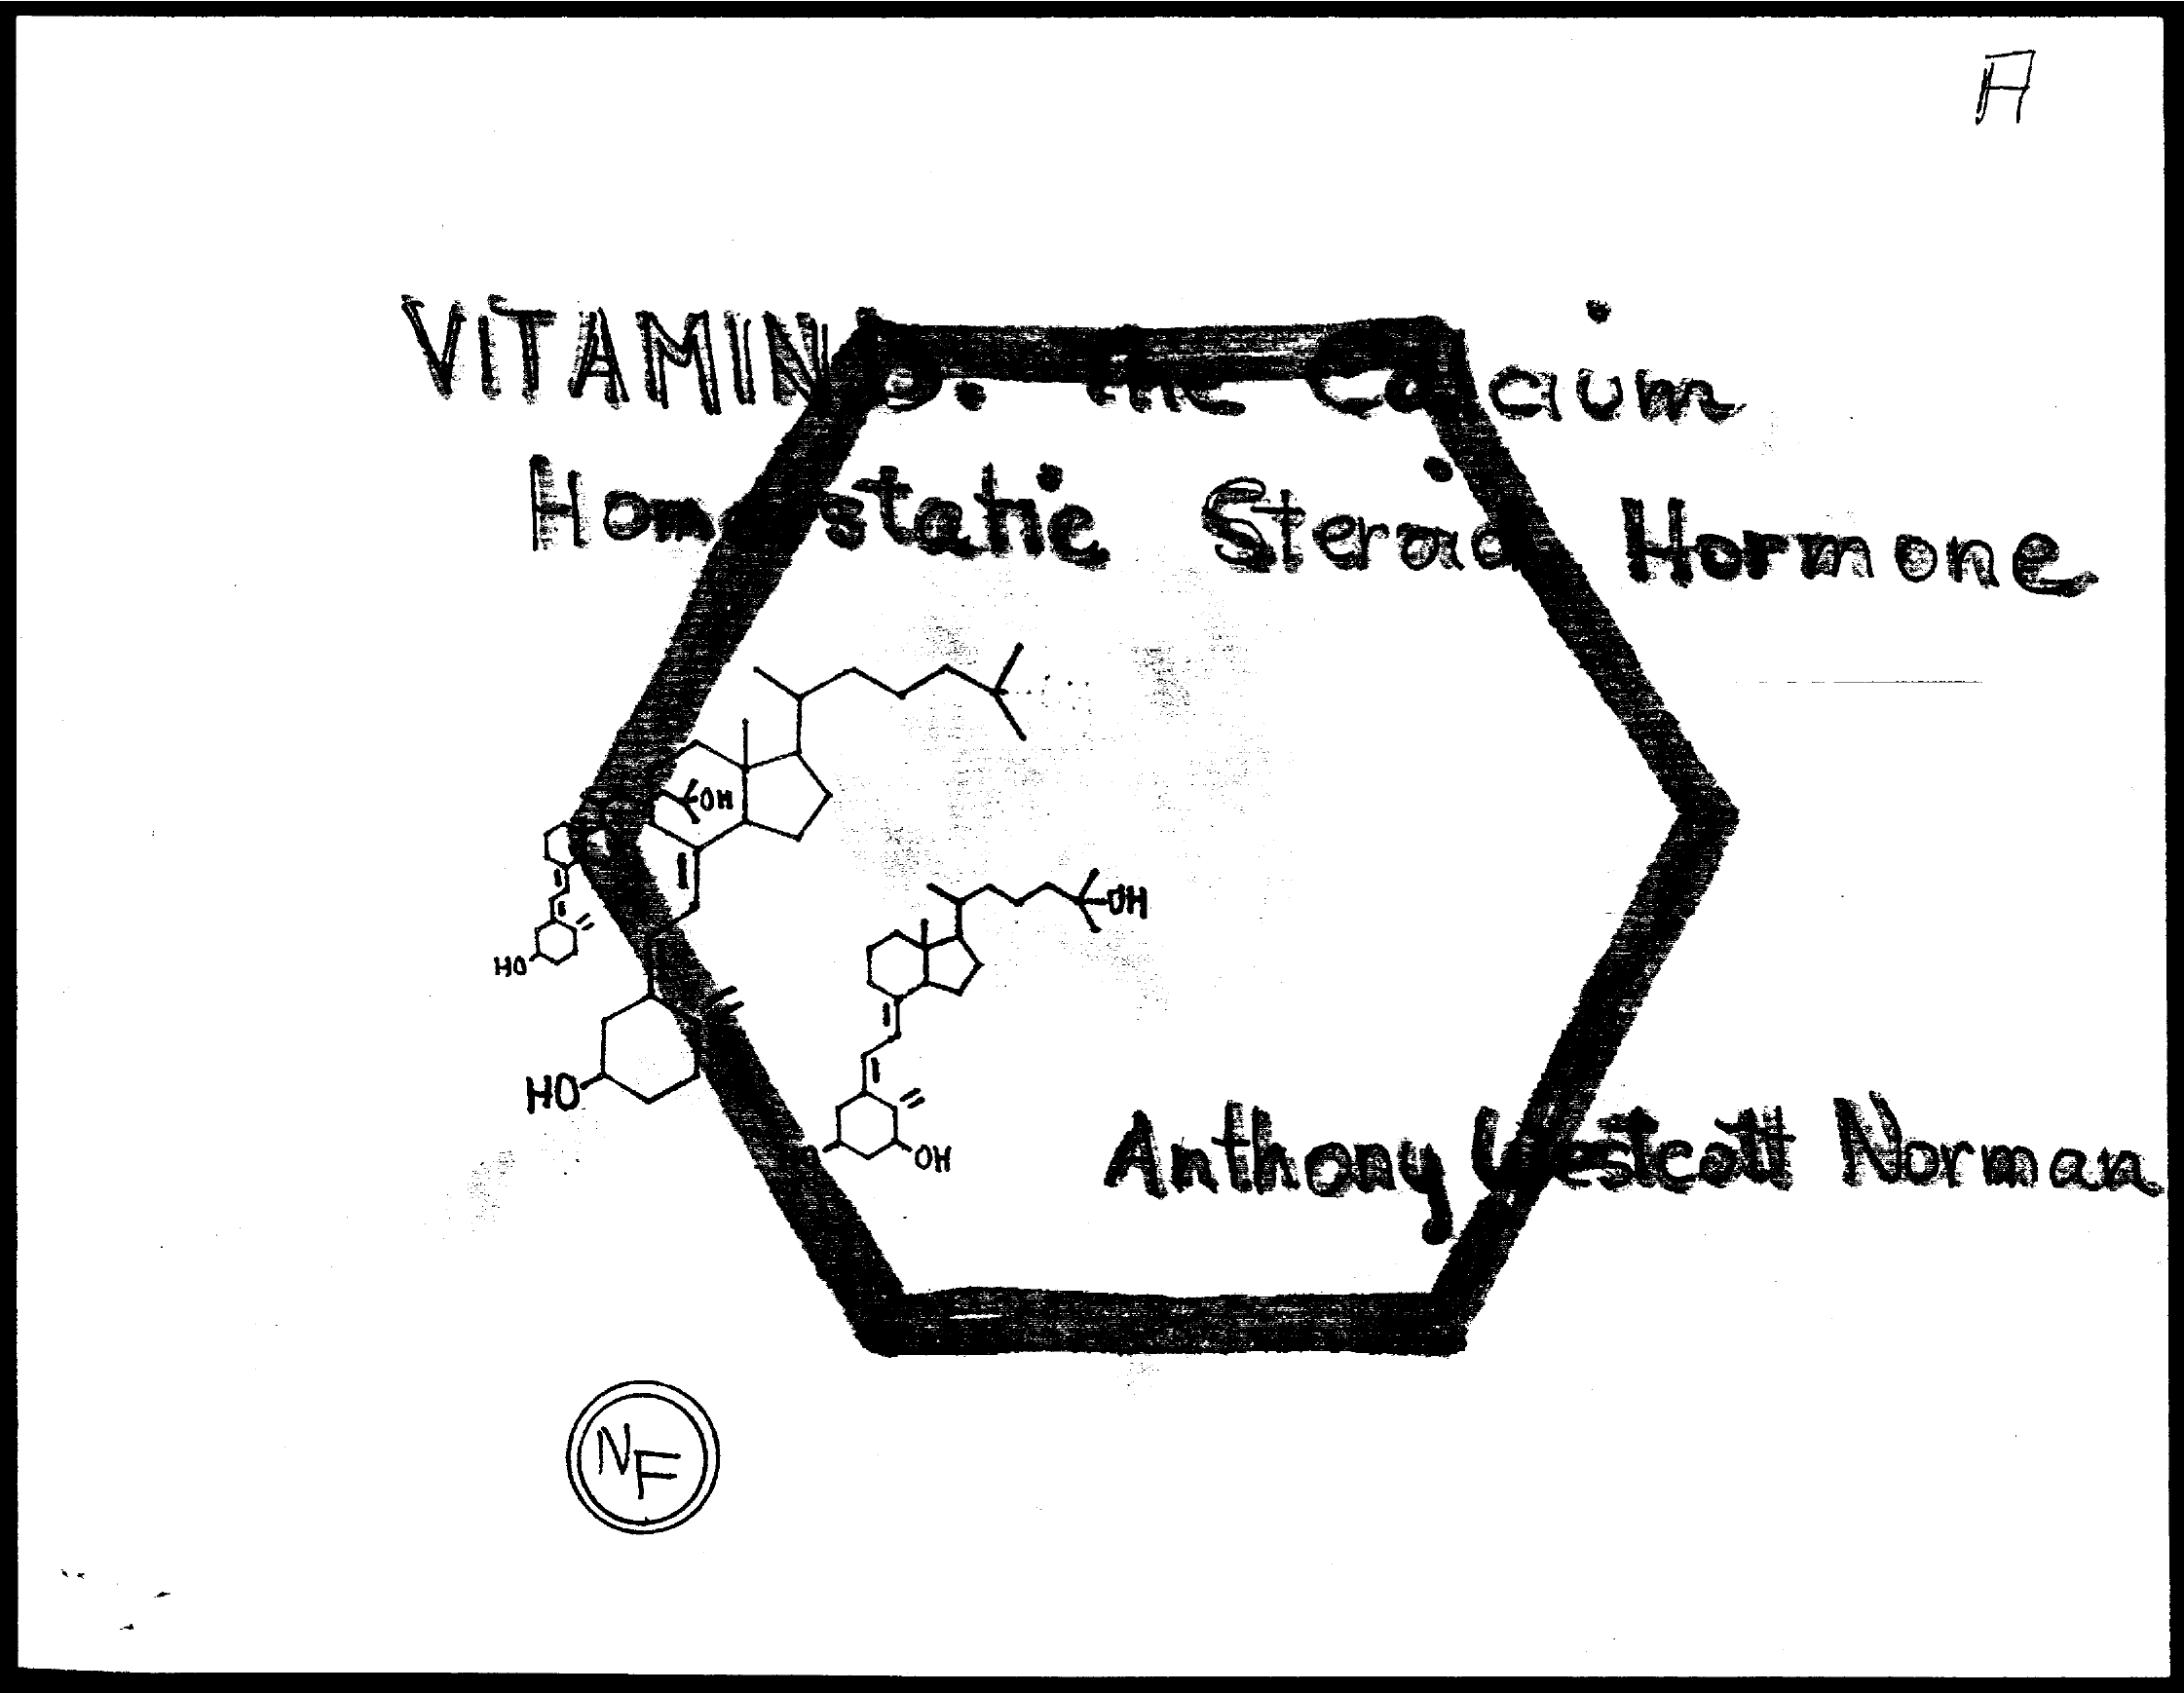 A
VITAMIN D. the Calcium
Homeostatic Steroid Hormone
OH
OH
HO
HO
HO OH
Anthony Westcott Norman
NF